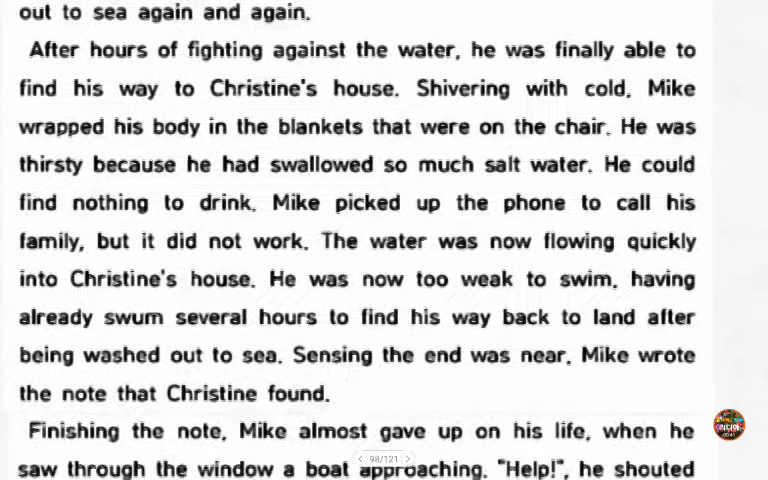 out to sea again and again.
After hours of fighting against the water, he was finally able to
find his way to Christine's house. Shivering with cold, Mike
wrapped his body in the blankets that were on the chair. He was
thirsty because he had swallowed so much salt water. He could
find nothing to drink. Mike picked up the phone to call his
family, but it did not work. The water was now flowing quickly
into Christine's house. He was now too weak to swim, having
already swum several hours to find his way back to land after
being washed out to sea. Sensing the end was near, Mike wrote
the note that Christine found.
Finishing the note, Mike almost gave up on his life, when he
saw through the window a boat approaching. "Help!", he shouted
98/121